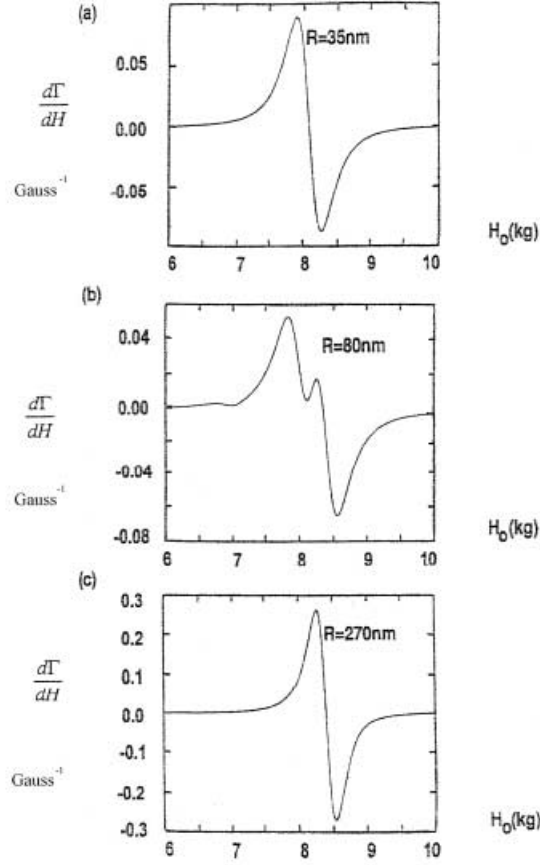 (a)
R=35nm
0.05
0.00
-0.05
dΓ
dH
Gauss⁻¹
H₀(kg)
6 7 8 9 10
(b)
R=80nm
0.04
0.00
-0.04
-0.08
dΓ
dH
Gauss⁻¹
H₀(kg)
6 7 8 9 10
(c)
R=270nm
0.3
0.2
0.1
0.0
-0.1
-0.2
-0.3
dΓ
dH
Gauss⁻¹
H₀(kg)
6 7 8 9 10